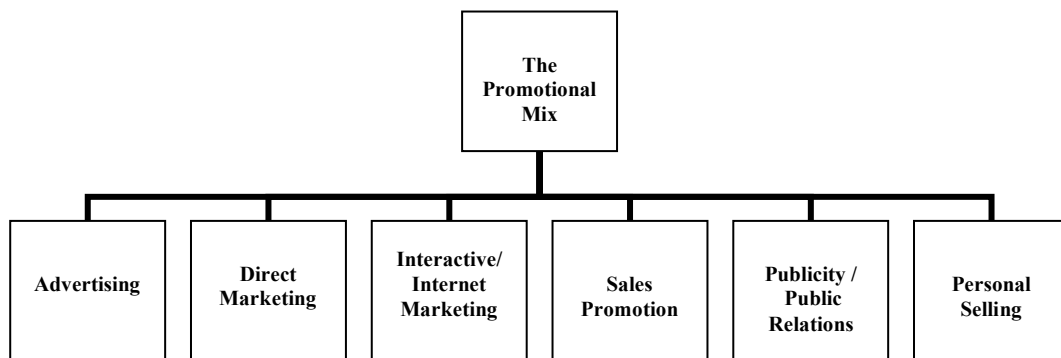 The
Promotional
Mix
Advertising
Direct
Marketing
Interactive/
Internet
Marketing
Sales
Promotion
Publicity /
Public
Relations
Personal
Selling